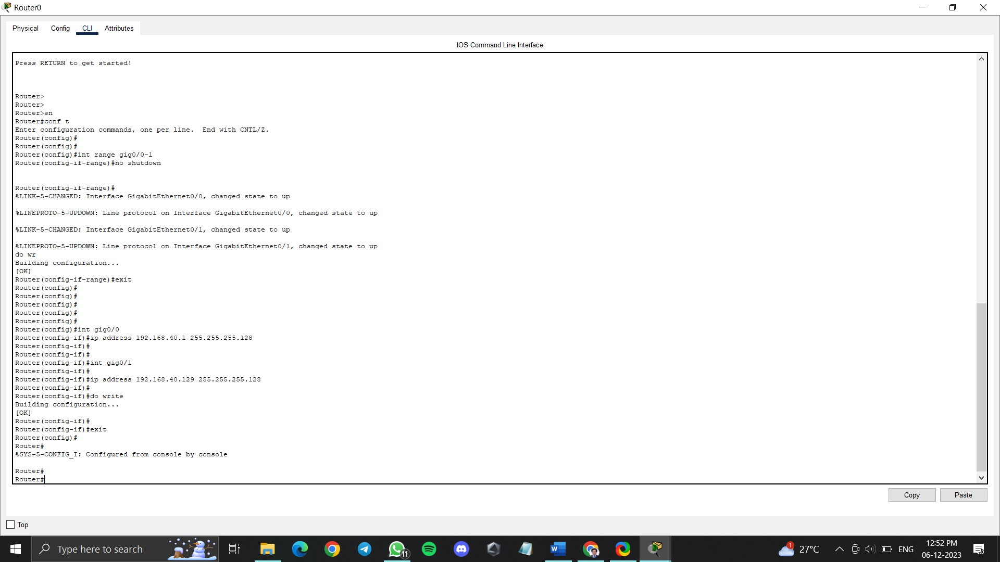 Router0
Physical Config CLI Attributes
IOS Command Line Interface
Press RETURN to get started!
Router>
Router>
Router>en
Router#conf t
Enter configuration commands, one per line.  End with CNTL/Z.
Router(config)#
Router(config)#
Router(config)#int range gig0/0-1
Router(config-if-range)#no shutdown
Router(config-if-range)#
%LINK-5-CHANGED: Interface GigabitEthernet0/0, changed state to up
%LINEPROTO-5-UPDOWN: Line protocol on Interface GigabitEthernet0/0, changed state to up
%LINK-5-CHANGED: Interface GigabitEthernet0/1, changed state to up
%LINEPROTO-5-UPDOWN: Line protocol on Interface GigabitEthernet0/1, changed state to up
do wr
Building configuration...
[OK]
Router(config-if-range)#exit
Router(config)#
Router(config)#
Router(config)#
Router(config)#
Router(config)#
Router(config)#int gig0/0
Router(config-if)#ip address 192.168.40.1 255.255.255.128
Router(config-if)#
Router(config-if)#
Router(config-if)#int gig0/1
Router(config-if)#
Router(config-if)#ip address 192.168.40.129 255.255.255.128
Router(config-if)#
Router(config-if)#do write
Building configuration...
[OK]
Router(config-if)#
Router(config-if)#exit
Router(config)#
Router#
%SYS-5-CONFIG_I: Configured from console by console
Router#
Router#
Copy Paste
Top
Type here to search 11 1 27°C ENG 12:52 PM
06-12-2023